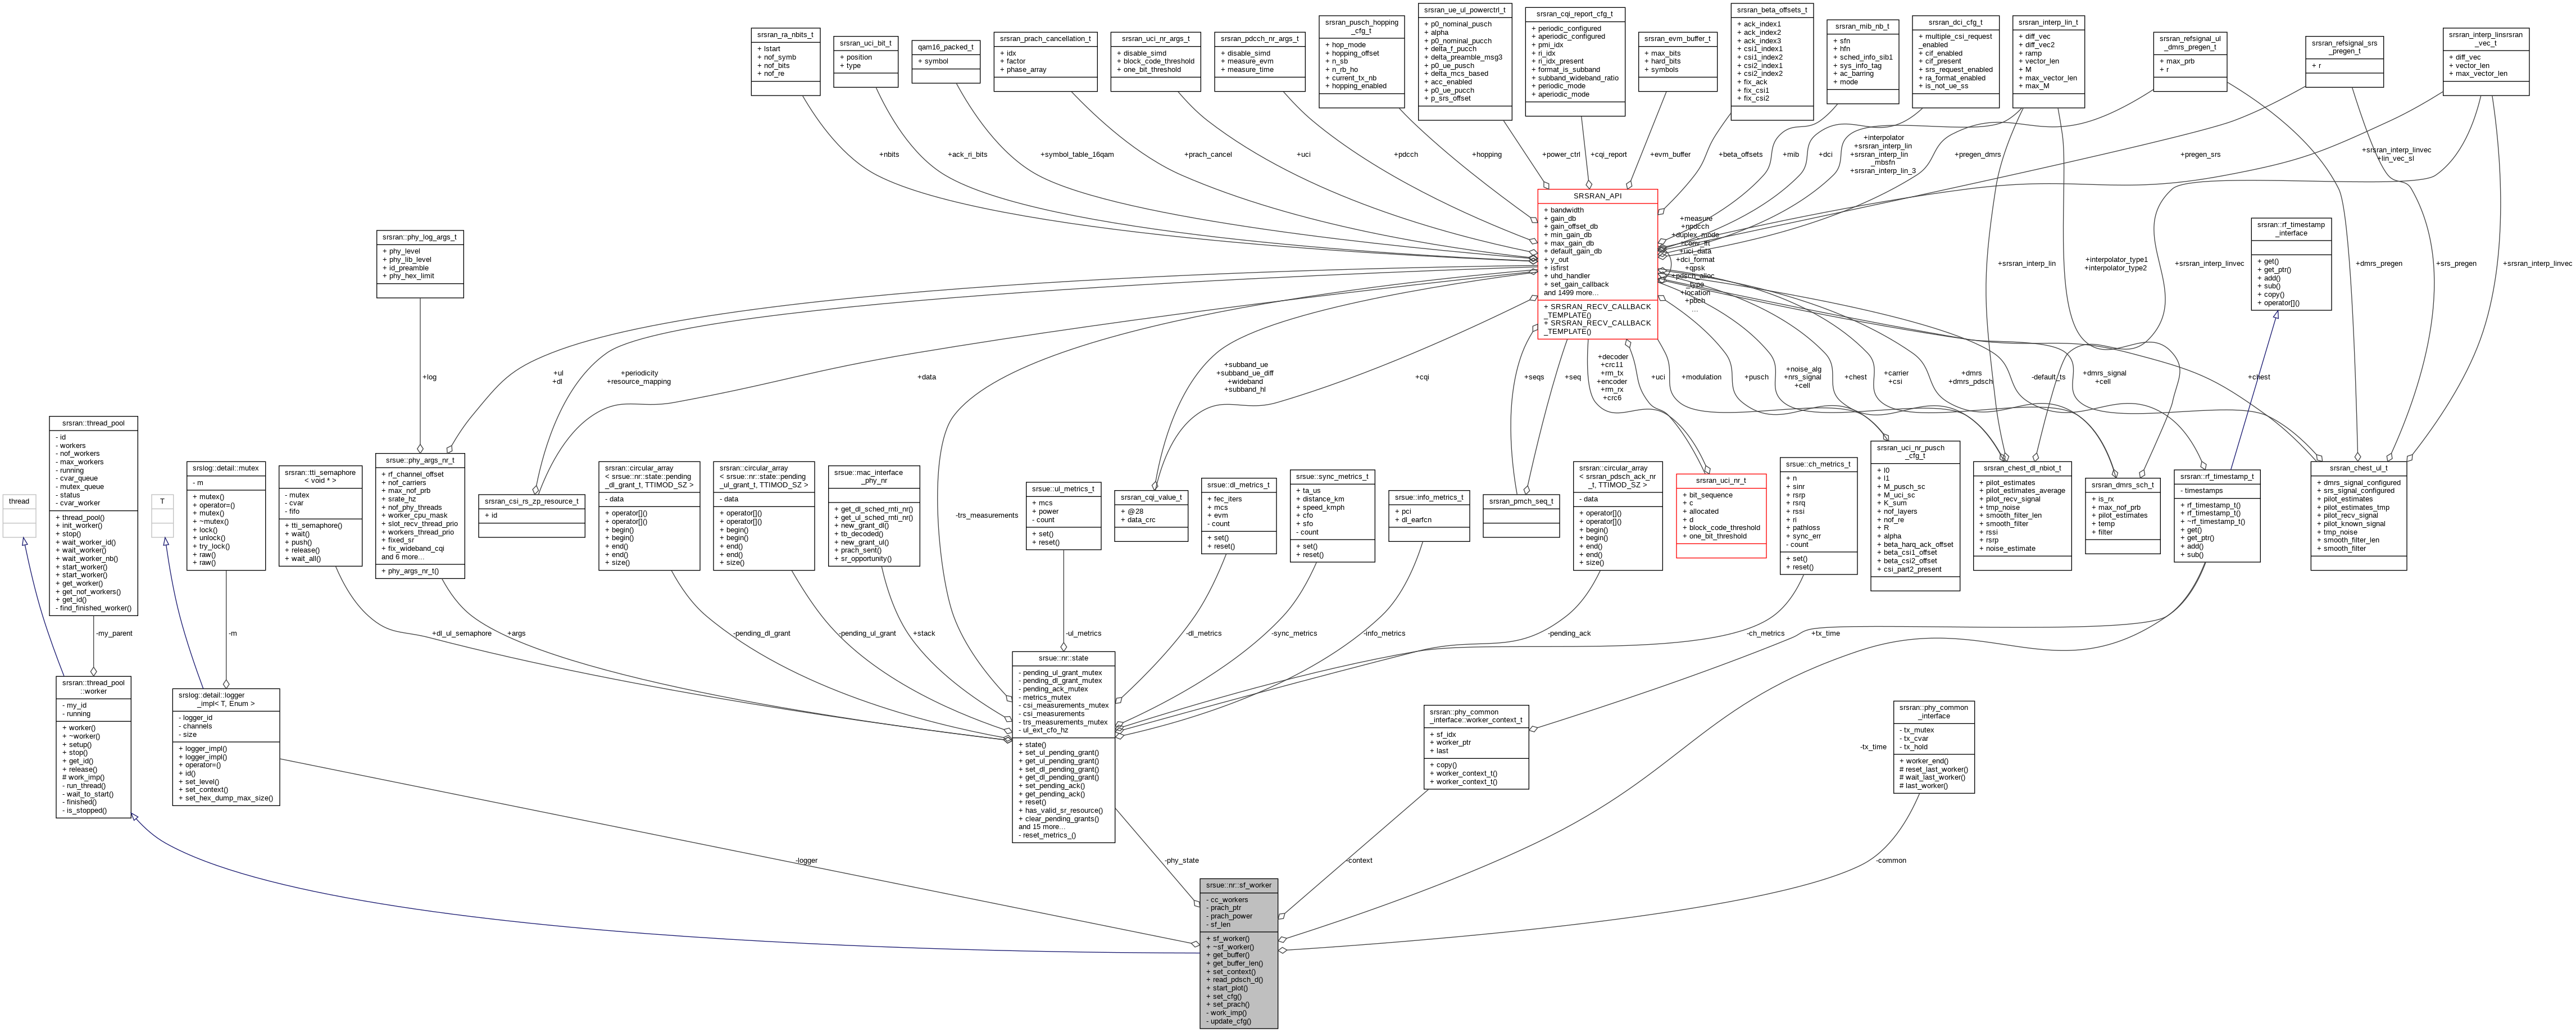 srsran_ra_nbits_t
+ lstart
+ nof_symb
+ nof_bits
+ nof_re
srsran_uci_bit_t
+ position
+ type
qam16_packed_t
+ symbol
srsran_prach_cancellation_t
+ idx
+ factor
+ phase_array
srsran_uci_nr_args_t
+ disable_simd
+ block_code_threshold
+ one_bit_threshold
srsran_pdcch_nr_args_t
+ disable_simd
+ measure_evm
+ measure_time
srsran_pusch_hopping
_cfg_t
+ hop_mode
+ hopping_offset
+ n_sb
+ n_rb_ho
+ current_tx_nb
+ hopping_enabled
srsran_ue_ul_powerctrl_t
+ p0_nominal_pusch
+ alpha
+ p0_nominal_pucch
+ delta_f_pucch
+ delta_preamble_msg3
+ p0_ue_pusch
+ delta_mcs_based
+ acc_enabled
+ p0_ue_pucch
+ p_srs_offset
srsran_cqi_report_cfg_t
+ periodic_configured
+ aperiodic_configured
+ pmi_idx
+ ri_idx
+ ri_idx_present
+ format_is_subband
+ subband_wideband_ratio
+ periodic_mode
+ aperiodic_mode
srsran_evm_buffer_t
+ max_bits
+ hard_bits
+ symbols
srsran_beta_offsets_t
+ ack_index1
+ ack_index2
+ ack_index3
+ csi1_index1
+ csi1_index2
+ csi2_index1
+ csi2_index2
+ fix_ack
+ fix_csi1
+ fix_csi2
srsran_mib_nb_t
+ sfn
+ hfn
+ sched_info_sib1
+ sys_info_tag
+ ac_barring
+ mode
srsran_dci_cfg_t
+ multiple_csi_request
_enabled
+ cif_enabled
+ cif_present
+ srs_request_enabled
+ ra_format_enabled
+ is_not_ue_ss
srsran_interp_lin_t
+ diff_vec
+ diff_vec2
+ ramp
+ vector_len
+ M
+ max_vector_len
+ max_M
srsran_refsignal_ul
_dmrs_pregen_t
+ max_prb
+ r
srsran_refsignal_srs
_pregen_t
+ r
srsran_interp_linsrsran
_vec_t
+ diff_vec
+ vector_len
+ max_vector_len
+nbits
+ack_ri_bits
+symbol_table_16qam
+prach_cancel
+uci
+pdcch
+hopping
+power_ctrl
+cqi_report
+evm_buffer
+beta_offsets
+mib
+dci
+interpolator
+srsran_interp_lin
+srsran_interp_lin
_mbsfn
+srsran_interp_lin_3
+pregen_dmrs
+pregen_srs
+srsran_interp_linvec
+lin_vec_sl
SRSRAN_API
+ bandwidth
+ gain_db
+ gain_offset_db
+ min_gain_db
+ max_gain_db
+ default_gain_db
+ y_out
+ isfirst
+ uhd_handler
+ set_gain_callback
and 1499 more...
+ SRSRAN_RECV_CALLBACK
_TEMPLATE()
+ SRSRAN_RECV_CALLBACK
_TEMPLATE()
+measure
+npdcch
+duplex_mode
+uci_data
+dci_format
+qpsk
+pdsch_alloc
_type
+location
+pbch
...
+srsran_interp_lin
+interpolator_type1
+interpolator_type2
+srsran_interp_linvec
+dmrs_pregen
+srs_pregen
+srsran_interp_linvec
srsran::rf_timestamp
_interface
+ get()
+ get_ptr()
+ add()
+ sub()
+ copy()
+ operator[]()
srsran::phy_log_args_t
+ phy_level
+ phy_lib_level
+ id_preamble
+ phy_hex_limit
+log
+ul
+dl
+periodicity
+resource_mapping
+data
+subband_ue
+subband_ue_diff
+wideband
+subband_hl
+cqi
+seqs
+seq
+decoder
+crc11
+rm_tx
+encoder
+rm_rx
+crc6
+uci
+modulation
+pusch
+noise_alg
+nrs_signal
+cell
+chest
+carrier
+csi
+dmrs
+dmrs_pdsch
-default_ts
+dmrs_signal
+cell
+chest
thread
srsran::thread_pool
- id
- workers
- nof_workers
- max_workers
- running
- cvar_queue
- mutex_queue
- status
- cvar_worker
+ thread_pool()
+ init_worker()
+ stop()
+ wait_worker_id()
+ wait_worker()
+ wait_worker_nb()
+ start_worker()
+ start_worker()
+ get_worker()
+ get_nof_workers()
+ get_id()
- find_finished_worker()
T
srslog::detail::mutex
- m
+ mutex()
+ operator=()
+ mutex()
+ ~mutex()
+ lock()
+ unlock()
+ try_lock()
+ raw()
+ raw()
srsran::tti_semaphore
< void * >
- mutex
- cvar
- fifo
+ tti_semaphore()
+ wait()
+ push()
+ release()
+ wait_all()
srsue::phy_args_nr_t
+ rf_channel_offset
+ nof_carriers
+ max_nof_prb
+ srate_hz
+ nof_phy_threads
+ worker_cpu_mask
+ slot_recv_thread_prio
+ workers_thread_prio
+ fixed_sr
+ fix_wideband_cqi
and 6 more...
+ phy_args_nr_t()
srsran_csi_rs_zp_resource_t
+ id
srsran::circular_array
< srsue::nr::state::pending
_dl_grant_t, TTIMOD_SZ >
- data
+ operator[]()
+ operator[]()
+ begin()
+ begin()
+ end()
+ end()
+ size()
srsran::circular_array
< srsue::nr::state::pending
_ul_grant_t, TTIMOD_SZ >
- data
+ operator[]()
+ operator[]()
+ begin()
+ begin()
+ end()
+ end()
+ size()
srsue::mac_interface
_phy_nr
+ get_dl_sched_rnti_nr()
+ get_ul_sched_rnti_nr()
+ new_grant_dl()
+ tb_decoded()
+ new_grant_ul()
+ prach_sent()
+ sr_opportunity()
-trs_measurements
srsue::ul_metrics_t
+ mcs
+ power
- count
+ set()
+ reset()
srsran_cqi_value_t
+ @28
+ data_crc
srsue::dl_metrics_t
+ fec_iters
+ mcs
+ evm
- count
+ set()
+ reset()
srsue::sync_metrics_t
+ ta_us
+ distance_km
+ speed_kmph
+ cfo
+ sfo
- count
+ set()
+ reset()
srsue::info_metrics_t
+ pci
+ dl_earfcn
srsran_pmch_seq_t
srsran::circular_array
< srsran_pdsch_ack_nr
_t, TTIMOD_SZ >
- data
+ operator[]()
+ operator[]()
+ begin()
+ begin()
+ end()
+ end()
+ size()
srsran_uci_nr_t
+ bit_sequence
+ c
+ allocated
+ d
+ block_code_threshold
+ one_bit_threshold
srsue::ch_metrics_t
+ n
+ sinr
+ rsrp
+ rsrq
+ rssi
+ ri
+ pathloss
+ sync_err
- count
+ set()
+ reset()
srsran_uci_nr_pusch
_cfg_t
+ l0
+ l1
+ M_pusch_sc
+ M_uci_sc
+ K_sum
+ nof_layers
+ nof_re
+ R
+ alpha
+ beta_harq_ack_offset
+ beta_csi1_offset
+ beta_csi2_offset
+ csi_part2_present
srsran_chest_dl_nbiot_t
+ pilot_estimates
+ pilot_estimates_average
+ pilot_recv_signal
+ tmp_noise
+ smooth_filter_len
+ smooth_filter
+ rssi
+ rsrp
+ noise_estimate
srsran_dmrs_sch_t
+ is_rx
+ max_nof_prb
+ pilot_estimates
+ temp
+ filter
srsran::rf_timestamp_t
- timestamps
+ rf_timestamp_t()
+ rf_timestamp_t()
+ ~rf_timestamp_t()
+ get()
+ get_ptr()
+ add()
+ sub()
srsran_chest_ul_t
+ dmrs_signal_configured
+ srs_signal_configured
+ pilot_estimates
+ pilot_estimates_tmp
+ pilot_recv_signal
+ pilot_known_signal
+ tmp_noise
+ smooth_filter_len
+ smooth_filter
-my_parent
-m
+dl_ul_semaphore
+args
-pending_dl_grant
-pending_ul_grant
+stack
-ul_metrics
-dl_metrics
-sync_metrics
-info_metrics
-pending_ack
-ch_metrics
+tx_time
srsran::thread_pool
::worker
- my_id
- running
+ worker()
+ ~worker()
+ setup()
+ stop()
+ get_id()
+ release()
# work_imp()
- run_thread()
- wait_to_start()
- finished()
- is_stopped()
srslog::detail::logger
_impl< T, Enum >
- logger_id
- channels
- size
+ logger_impl()
+ logger_impl()
+ operator=()
+ id()
+ set_level()
+ set_context()
+ set_hex_dump_max_size()
srsue::nr::state
- pending_ul_grant_mutex
- pending_dl_grant_mutex
- pending_ack_mutex
- metrics_mutex
- csi_measurements_mutex
- csi_measurements
- trs_measurements_mutex
- ul_ext_cfo_hz
+ state()
+ set_ul_pending_grant()
+ get_ul_pending_grant()
+ set_dl_pending_grant()
+ get_dl_pending_grant()
+ set_pending_ack()
+ get_pending_ack()
+ reset()
+ has_valid_sr_resource()
+ clear_pending_grants()
and 15 more...
- reset_metrics_()
srsran::phy_common
_interface::worker_context_t
+ sf_idx
+ worker_ptr
+ last
+ copy()
+ worker_context_t()
+ worker_context_t()
-tx_time
srsran::phy_common
_interface
- tx_mutex
- tx_cvar
- tx_hold
+ worker_end()
# reset_last_worker()
# wait_last_worker()
# last_worker()
-logger
-phy_state
-context
-common
srsue::nr::sf_worker
- cc_workers
- prach_ptr
- prach_power
- sf_len
+ sf_worker()
+ ~sf_worker()
+ get_buffer()
+ get_buffer_len()
+ set_context()
+ read_pdsch_d()
+ start_plot()
+ set_cfg()
+ set_prach()
- work_imp()
- update_cfg()